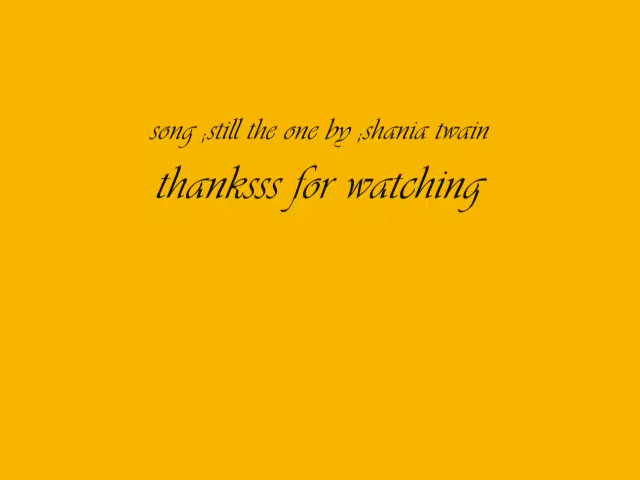 song ;still the one by ;shania twain
thanksss for watching